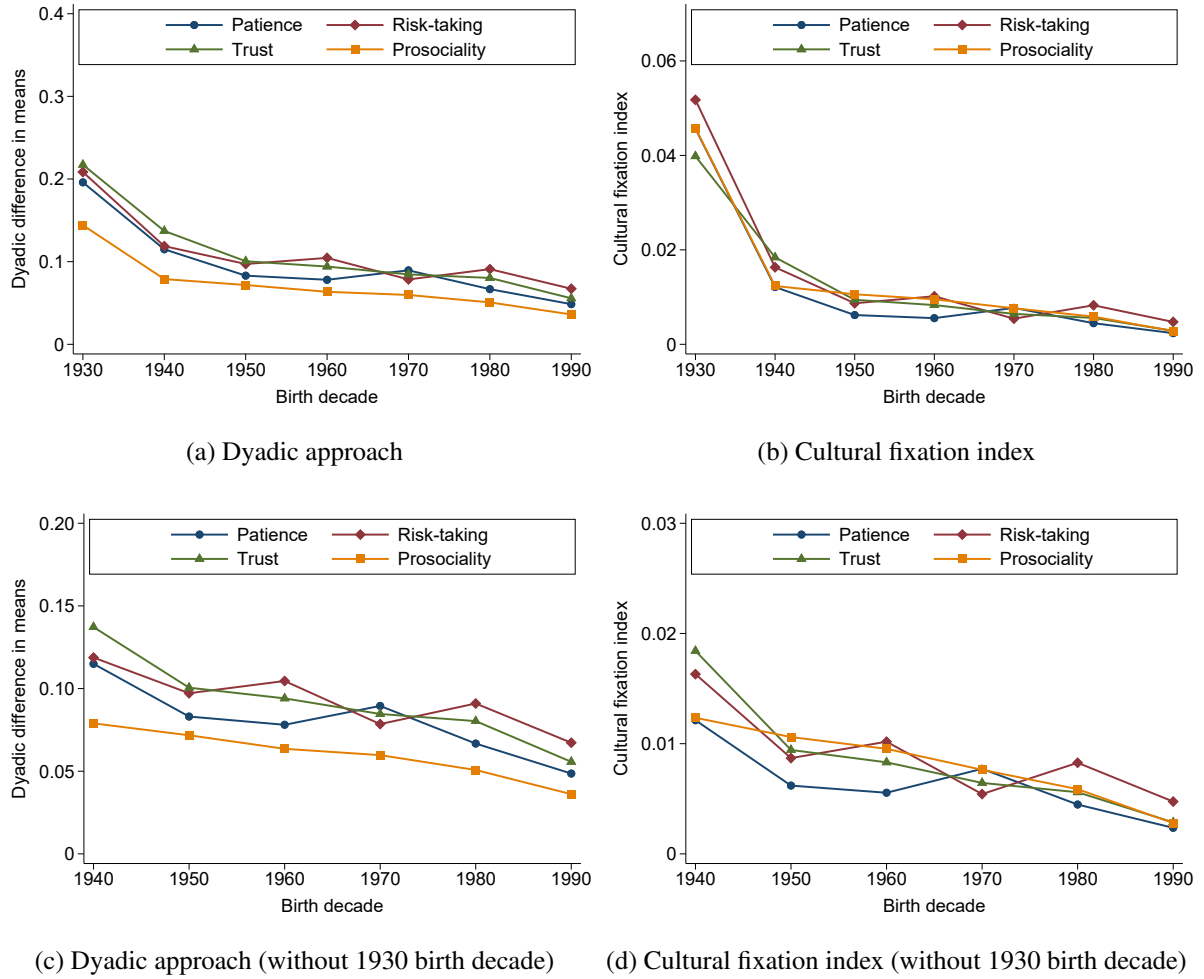 0.4
0.3
0.2
0.1
0
Dyadic difference in means
Patience
Risk-taking
Trust
Prosociality
1930 1940 1950 1960 1970 1980 1990
Birth decade
(a) Dyadic approach
0.06
0.04
0.02
0
Cultural fixation index
Patience
Risk-taking
Trust
Prosociality
1930 1940 1950 1960 1970 1980 1990
Birth decade
(b) Cultural fixation index
0.20
0.15
0.10
0.05
0
Dyadic difference in means
Patience
Risk-taking
Trust
Prosociality
1940 1950 1960 1970 1980 1990
Birth decade
(c) Dyadic approach (without 1930 birth decade)
0.03
0.02
0.01
0
Cultural fixation index
Patience
Risk-taking
Trust
Prosociality
1940 1950 1960 1970 1980 1990
Birth decade
(d) Cultural fixation index (without 1930 birth decade)